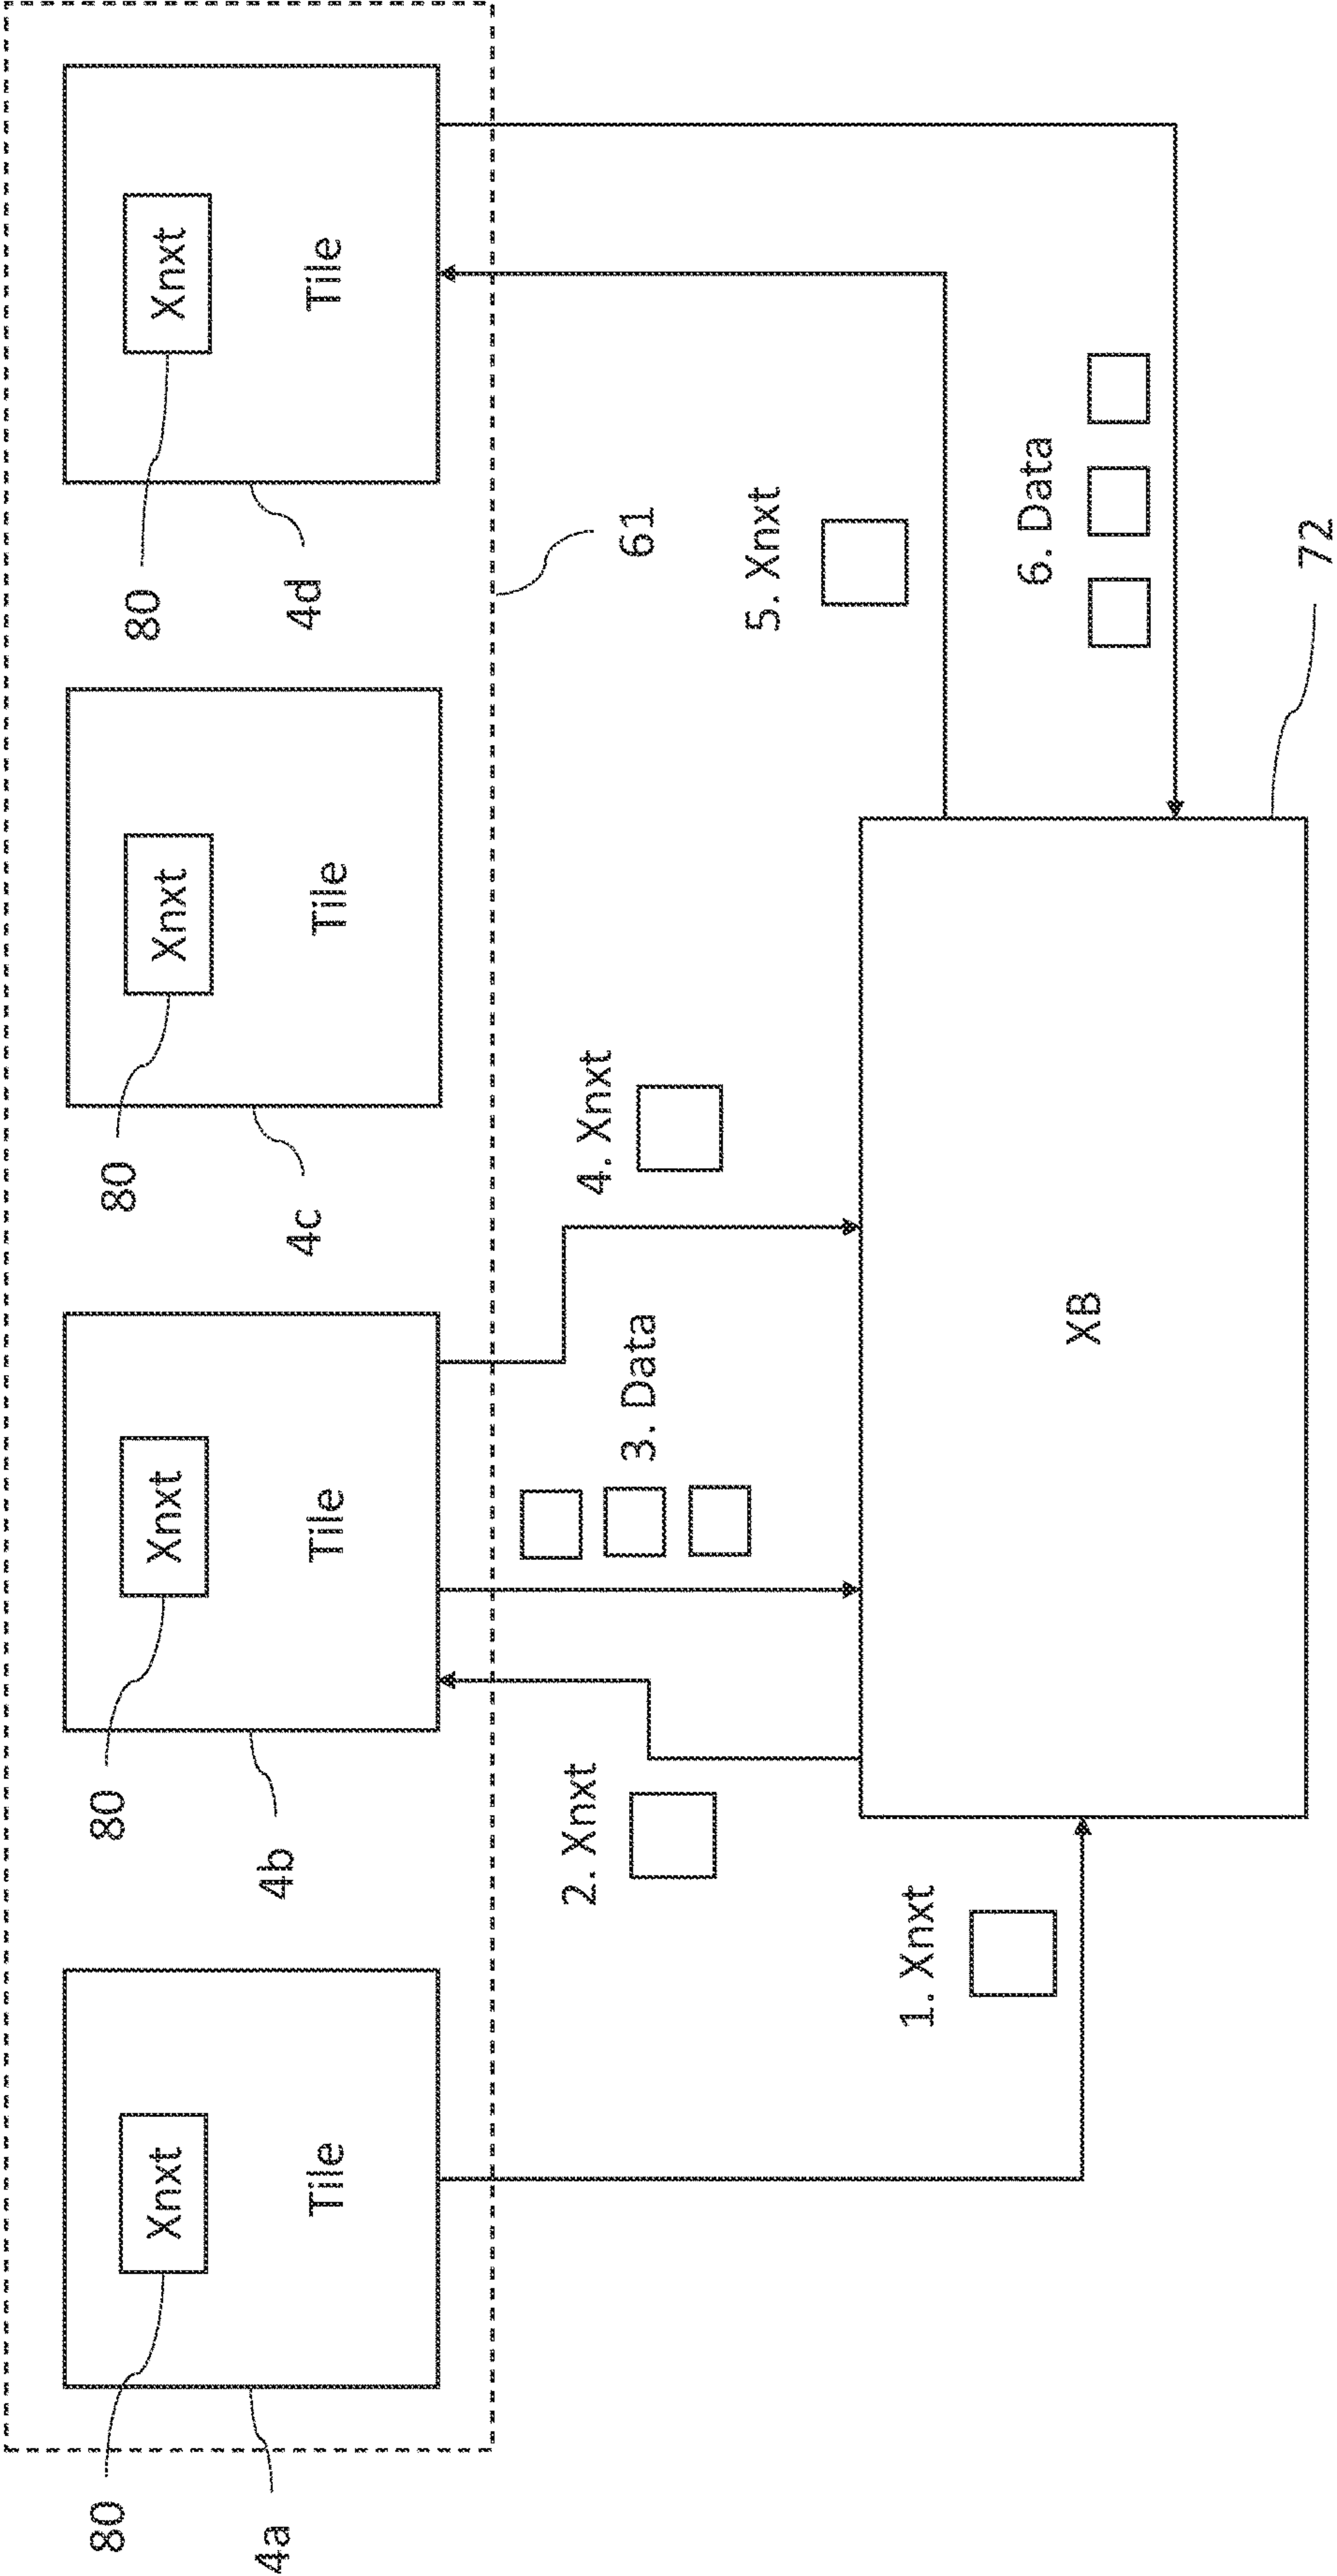 80
Xnxt
Tile
4a
80
Xnxt
Tile
4b
80
Xnxt
Tile
4c
80
Xnxt
Tile
4d
61
1. Xnxt
2. Xnxt
3. Data
4. Xnxt
5. Xnxt
6. Data
XB
72